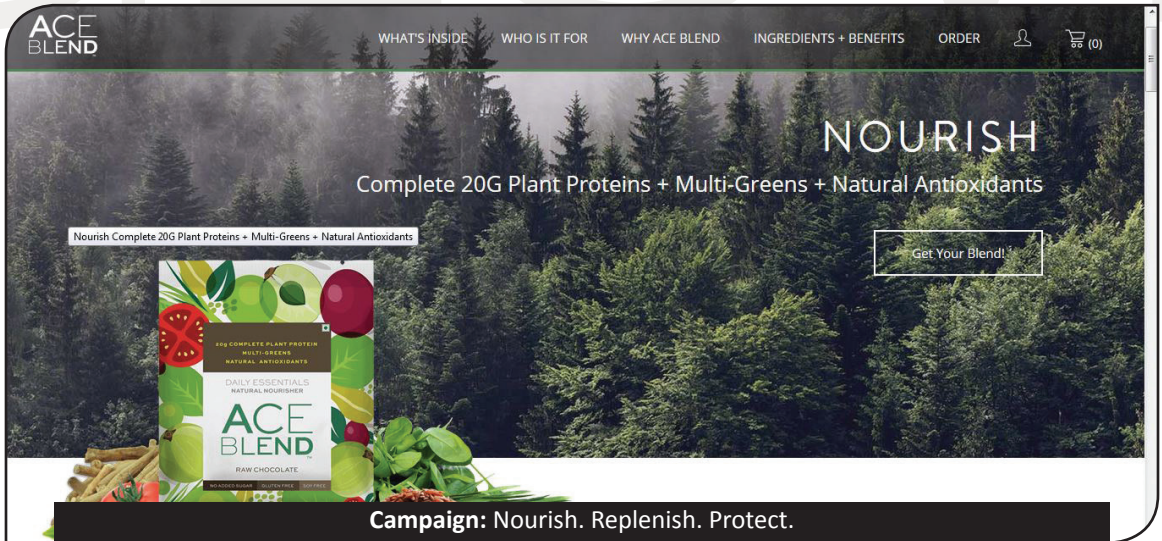 ACE
BLEND
WHAT'S INSIDE WHO IS IT FOR WHY ACE BLEND INGREDIENTS + BENEFITS ORDER (0)
NOURISH
Complete 20G Plant Proteins + Multi-Greens + Natural Antioxidants
Get Your Blend!
Nourish Complete 20G Plant Proteins + Multi-Greens + Natural Antioxidants
20g COMPLETE PLANT PROTEIN
MULTI-GREENS
NATURAL ANTIOXIDANTS
DAILY ESSENTIALS
NATURAL NOURISHER
ACE
BLEND
RAW CHOCOLATE
NO ADDED SUGAR GLUTEN FREE SOY FREE
Campaign: Nourish. Replenish. Protect.